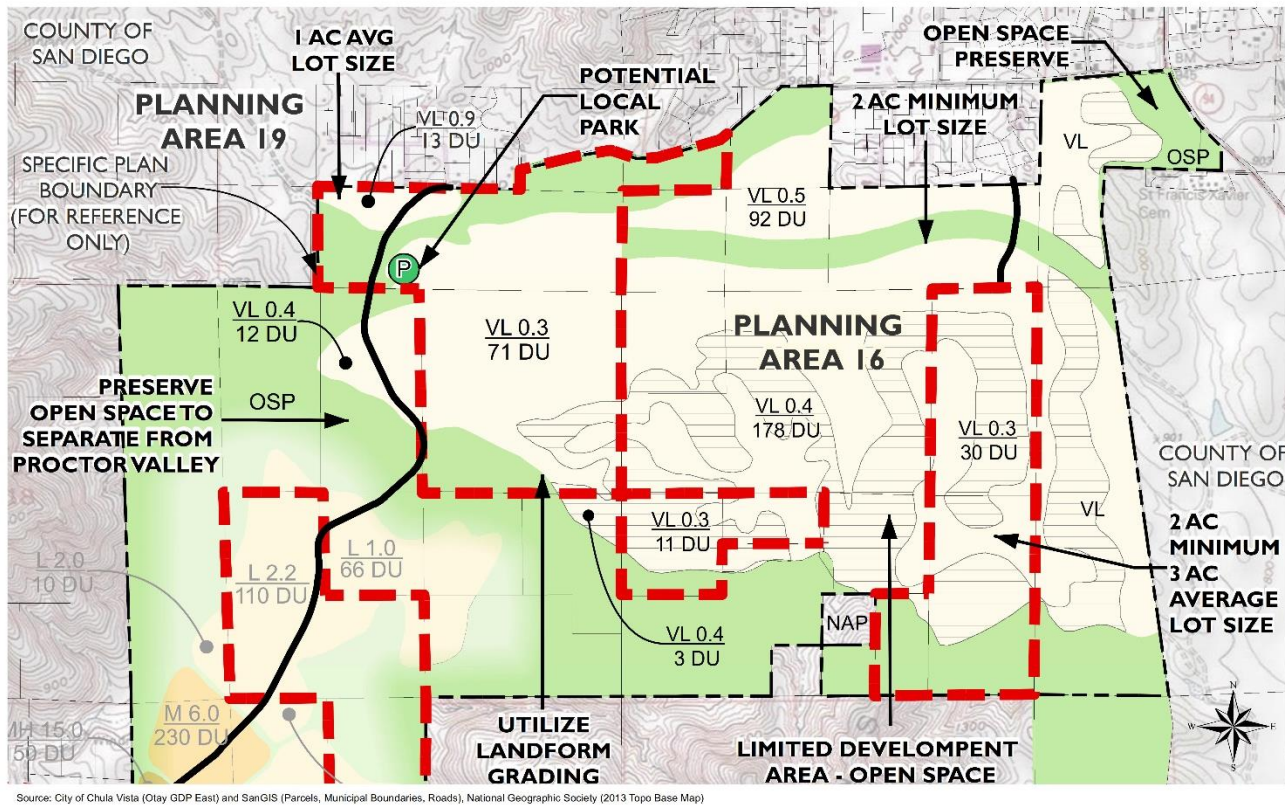 COUNTY OF
SAN DIEGO
1 AC AVG
LOT SIZE
PLANNING
AREA 19
VL 0.9
13 DU
POTENTIAL
LOCAL
PARK
OPEN SPACE
PRESERVE
2 AC MINIMUM
LOT SIZE
94
VL
OSP
St Francis Xavier
Cem
SPECIFIC PLAN
BOUNDARY
(FOR REFERENCE
ONLY)
VL 0.5
92 DU
P
VL 0.4
12 DU
VL 0.3
71 DU
PLANNING
AREA 16
PRESERVE
OPEN SPACE TO
SEPARATE FROM
PROCTOR VALLEY
OSP
VL 0.4
178 DU
VL 0.3
30 DU
COUNTY OF
SAN DIEGO
VL
VL 0.3
11 DU
2 AC
MINIMUM
3 AC
AVERAGE
LOT SIZE
L 2.0
10 DU
L 2.2
110 DU
L 1.0
66 DU
NAP
VL 0.4
3 DU
M 6.0
230 DU
MH 15.0
50 DU
UTILIZE
LANDFORM
GRADING
LIMITED DEVELOPMENT
AREA - OPEN SPACE
N
W
E
S
Source: City of Chula Vista (Otay GDP East) and SanGIS (Parcels, Municipal Boundaries, Roads), National Geographic Society (2013 Topo Base Map)